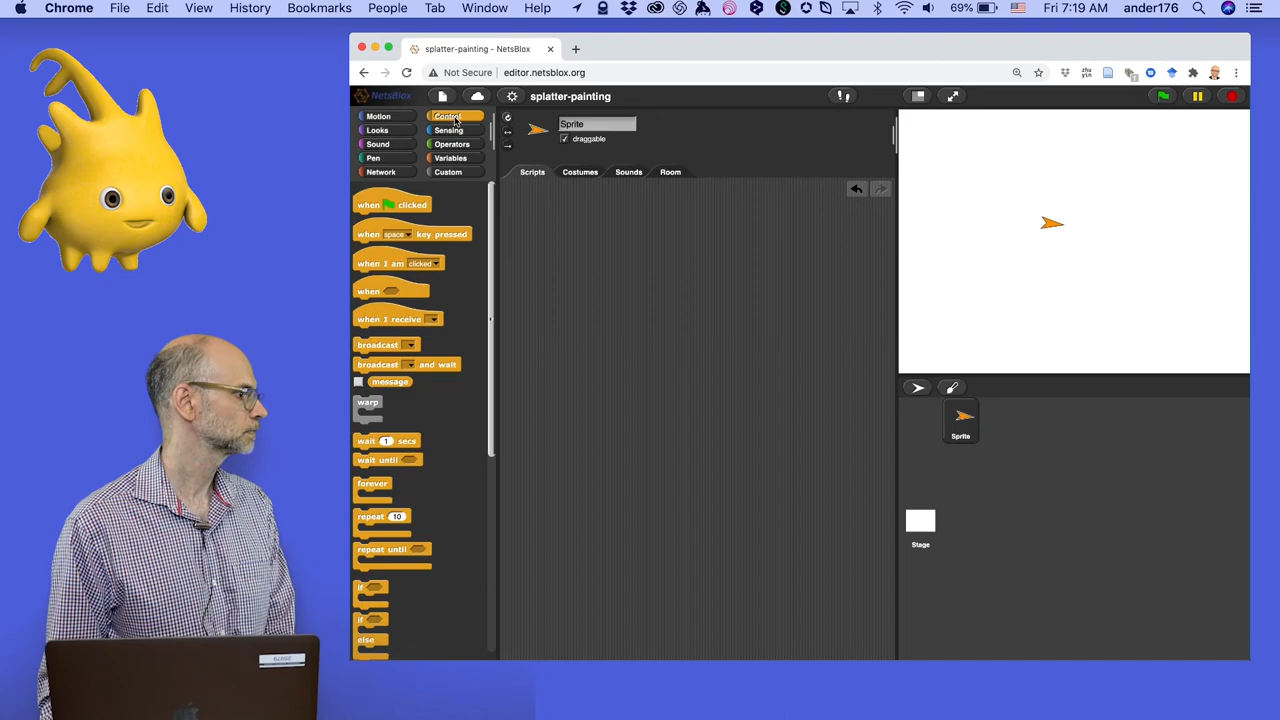 Chrome File Edit View History Bookmarks People Tab Window Help 69% Fri 7:19 AM ander176
splatter-painting - NetsBlox
Not Secure editor.netsblox.org
NetsBlox splatter-painting
Motion Control
Looks Sensing
Sound Operators
Pen Variables
Network Custom
Sprite
draggable
Scripts Costumes Sounds Room
when clicked
when space key pressed
when I am clicked
when
when I receive
broadcast
broadcast and wait
message
warp
wait 1 secs
wait until
forever
repeat 10
repeat until
if
if
else
Sprite
Stage